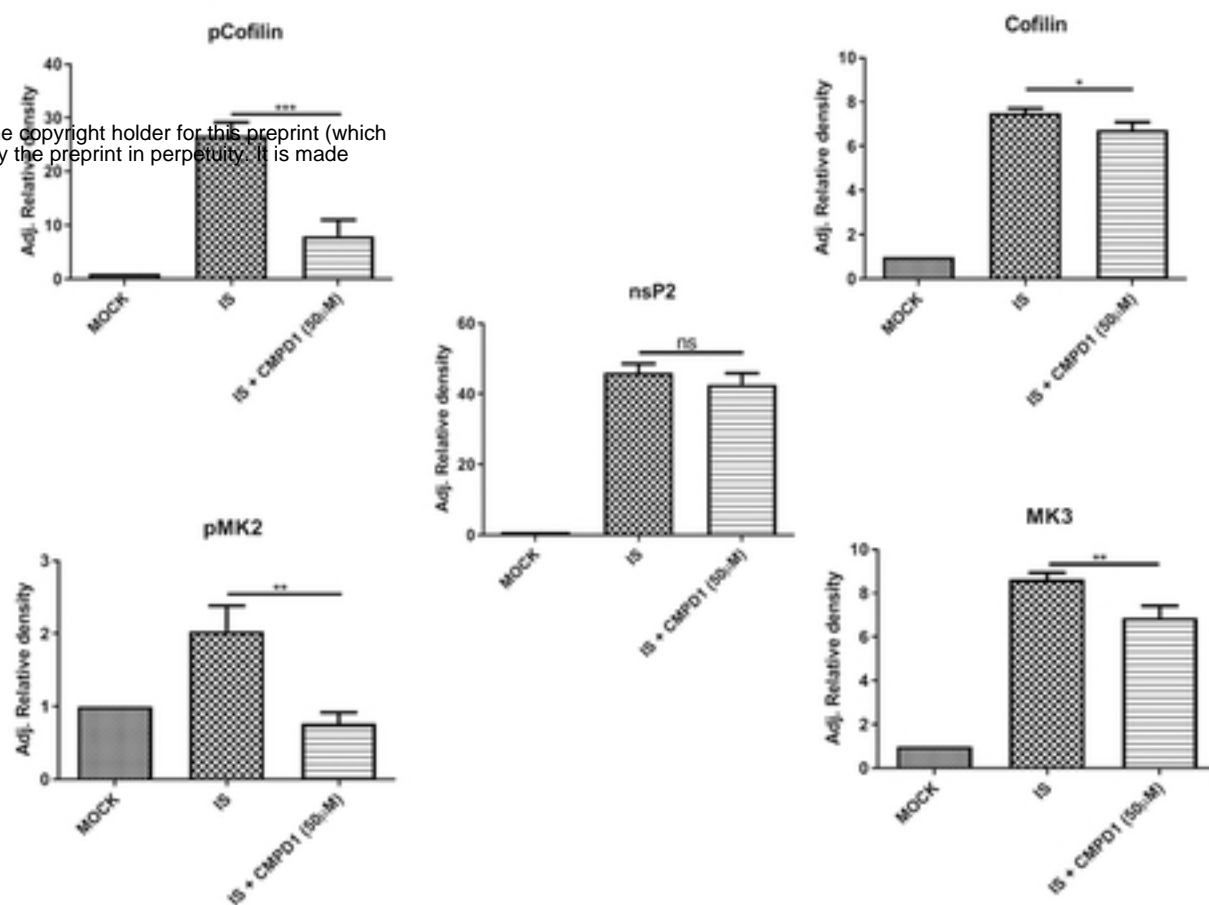 pCofilin
40
30
20
10
0
Adj. Relative density
***
MOCK
IS
IS + CMPD1 (50µM)
e copyright holder for this preprint (which
y the preprint in perpetuity. It is made
Cofilin
10
8
6
4
2
0
Adj. Relative density
*
MOCK
IS
IS + CMPD1 (50µM)
nsP2
60
40
20
0
Adj. Relative density
ns
MOCK
IS
IS + CMPD1 (50µM)
pMK2
3
2
1
0
Adj. Relative density
**
MOCK
IS
IS + CMPD1 (50µM)
MK3
10
8
6
4
2
0
Adj. Relative density
**
MOCK
IS
IS + CMPD1 (50µM)